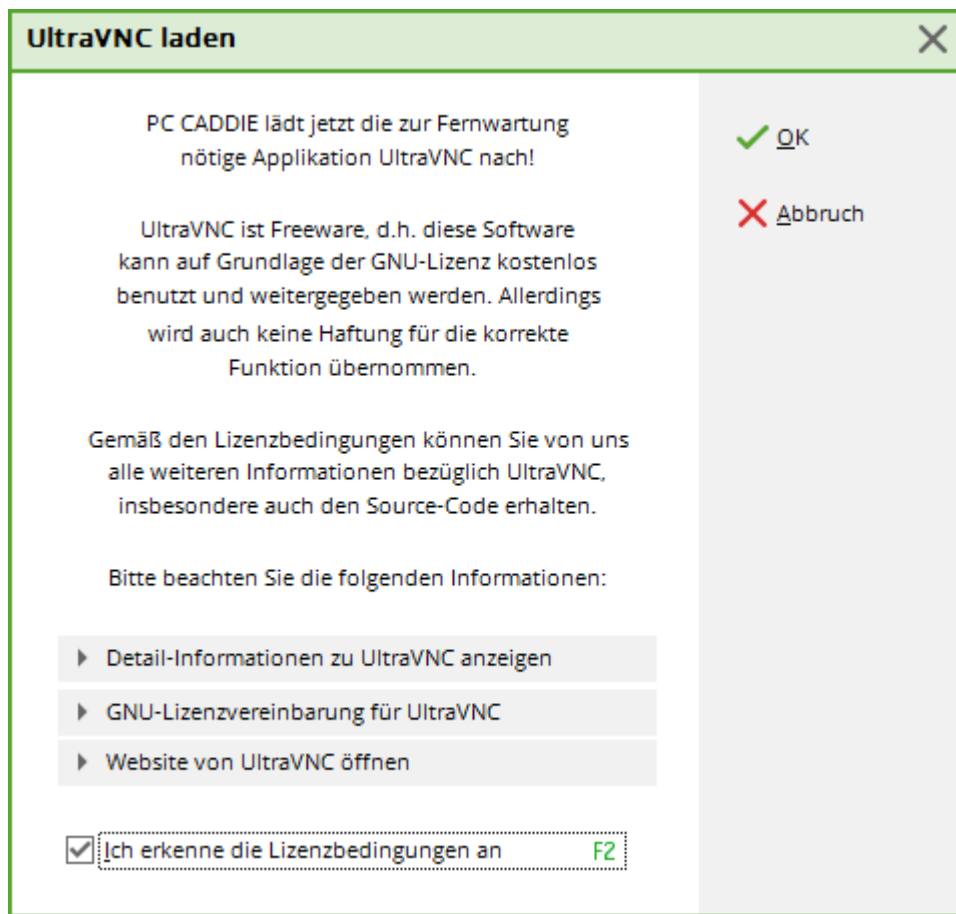 UltraVNC laden
PC CADDIE lädt jetzt die zur Fernwartung
nötige Applikation UltraVNC nach!
UltraVNC ist Freeware, d.h. diese Software
kann auf Grundlage der GNU-Lizenz kostenlos
benutzt und weitergegeben werden. Allerdings
wird auch keine Haftung für die korrekte
Funktion übernommen.
Gemäß den Lizenzbedingungen können Sie von uns
alle weiteren Informationen bezüglich UltraVNC,
insbesondere auch den Source-Code erhalten.
Bitte beachten Sie die folgenden Informationen:
Detail-Informationen zu UltraVNC anzeigen
GNU-Lizenzvereinbarung für UltraVNC
Website von UltraVNC öffnen
Ich erkenne die Lizenzbedingungen an F2
OK
Abbruch